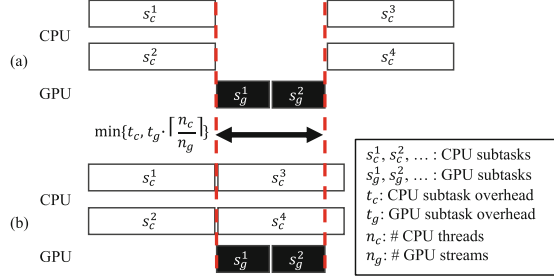 s_c^1 s_c^3
CPU
s_c^2 s_c^4
(a)
GPU s_g^1 s_g^2
min{t_c, t_g·⌈n_c/n_g⌉}
s_c^1 s_c^3
CPU
s_c^2 s_c^4
(b)
GPU s_g^1 s_g^2
s_c^1, s_c^2, … : CPU subtasks
s_g^1, s_g^2, … : GPU subtasks
t_c: CPU subtask overhead
t_g: GPU subtask overhead
n_c: # CPU threads
n_g: # GPU streams